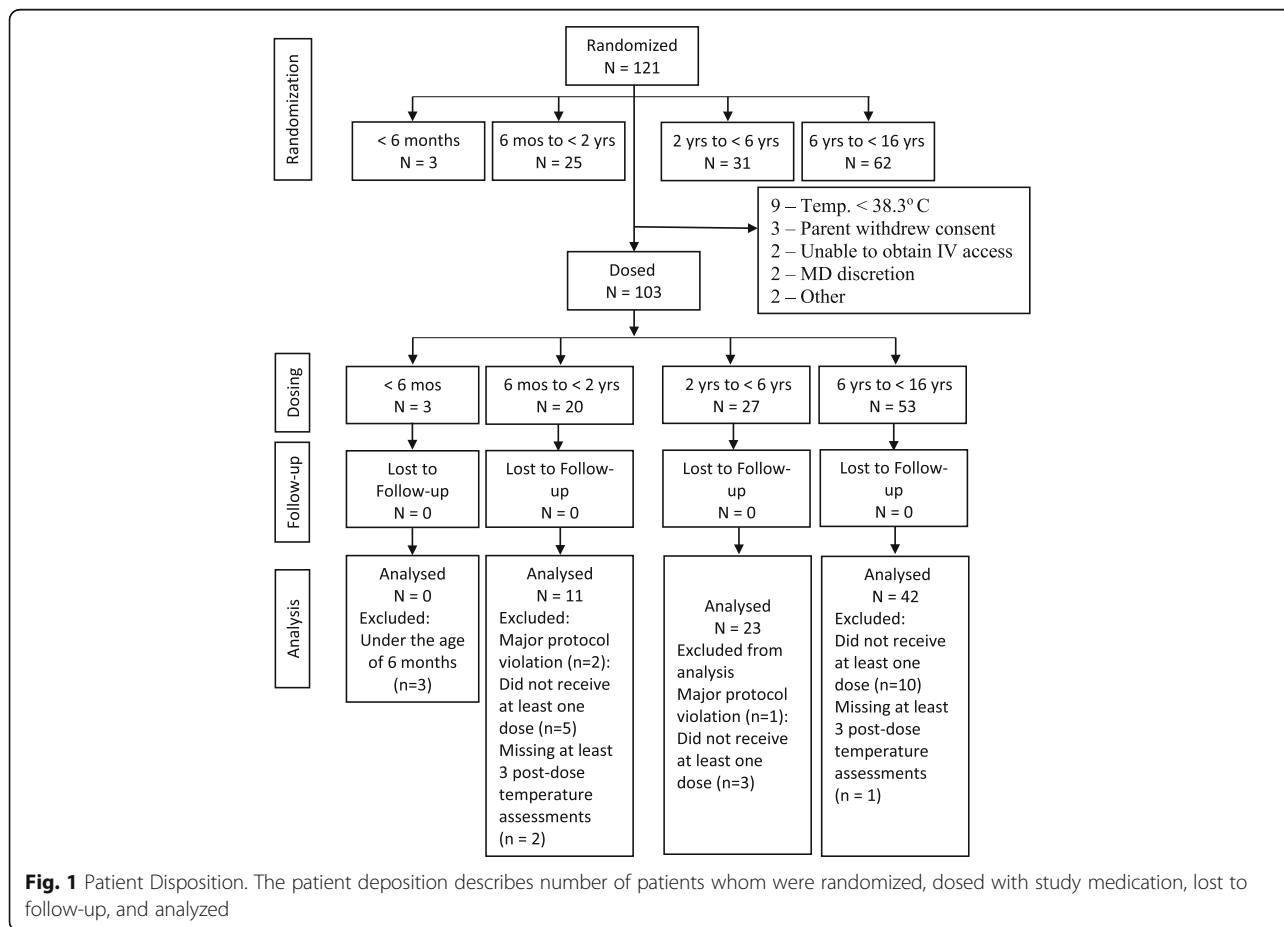 Randomization
Randomized
N = 121
< 6 months
N = 3
6 mos to < 2 yrs
N = 25
2 yrs to < 6 yrs
N = 31
6 yrs to < 16 yrs
N = 62
9 – Temp. < 38.3° C
3 – Parent withdrew consent
2 – Unable to obtain IV access
2 – MD discretion
2 – Other
Dosed
N = 103
Dosing
< 6 mos
N = 3
6 mos to < 2 yrs
N = 20
2 yrs to < 6 yrs
N = 27
6 yrs to < 16 yrs
N = 53
Follow-up
Lost to
Follow-up
N = 0
Lost to Follow-
up
N = 0
Lost to Follow-
up
N = 0
Lost to Follow-
up
N = 0
Analysis
Analysed
N = 0
Excluded:
Under the age
of 6 months
(n=3)
Analysed
N = 11
Excluded:
Major protocol
violation (n=2):
Did not receive
at least one
dose (n=5)
Missing at least
3 post-dose
temperature
assessments
(n = 2)
Analysed
N = 23
Excluded from
analysis
Major protocol
violation (n=1):
Did not receive
at least one
dose (n=3)
Analysed
N = 42
Excluded:
Did not receive
at least one
dose (n=10)
Missing at least
3 post-dose
temperature
assessments
(n = 1)
Fig. 1 Patient Disposition. The patient deposition describes number of patients whom were randomized, dosed with study medication, lost to
follow-up, and analyzed